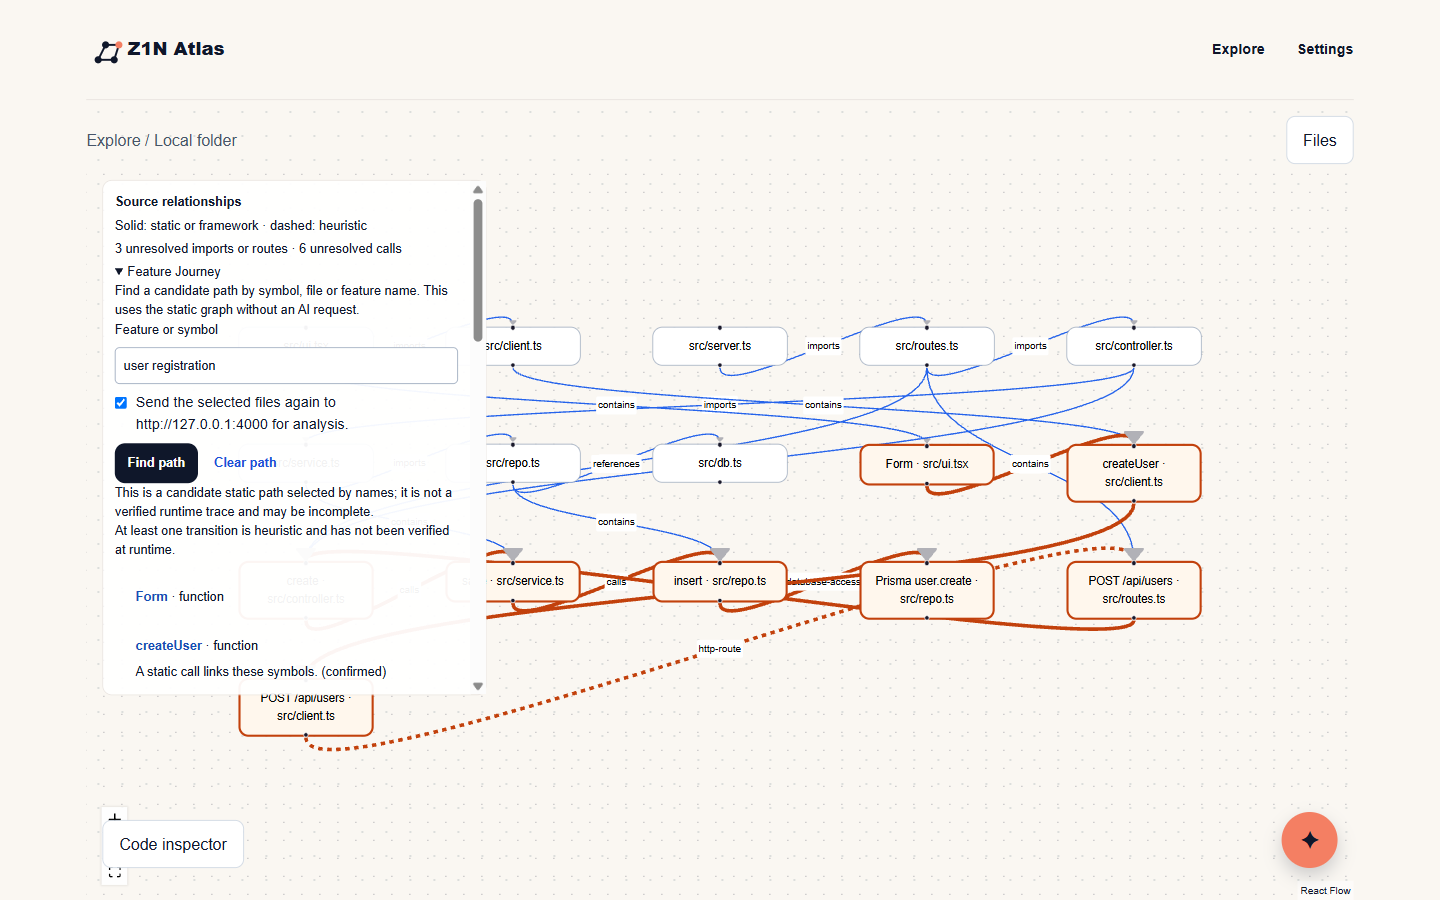 Z1N Atlas
Explore
Settings
Explore / Local folder
Files
Source relationships
Solid: static or framework · dashed: heuristic
3 unresolved imports or routes · 6 unresolved calls
▼ Feature Journey
Find a candidate path by symbol, file or feature name. This
uses the static graph without an AI request.
Feature or symbol
user registration
Send the selected files again to
http://127.0.0.1:4000 for analysis.
Find path
Clear path
This is a candidate static path selected by names; it is not a
verified runtime trace and may be incomplete.
At least one transition is heuristic and has not been verified
at runtime.
Form · function
createUser · function
A static call links these symbols. (confirmed)
src/client.ts
src/server.ts
imports
src/routes.ts
imports
src/controller.ts
contains
imports
contains
src/repo.ts
references
src/db.ts
Form · src/ui.tsx
contains
createUser ·
src/client.ts
contains
create
src/controller.ts
calls
· src/service.ts
calls
insert · src/repo.ts
database-access
Prisma user.create ·
src/repo.ts
POST /api/users ·
src/routes.ts
http-route
POST /api/users ·
src/client.ts
Code inspector
React Flow